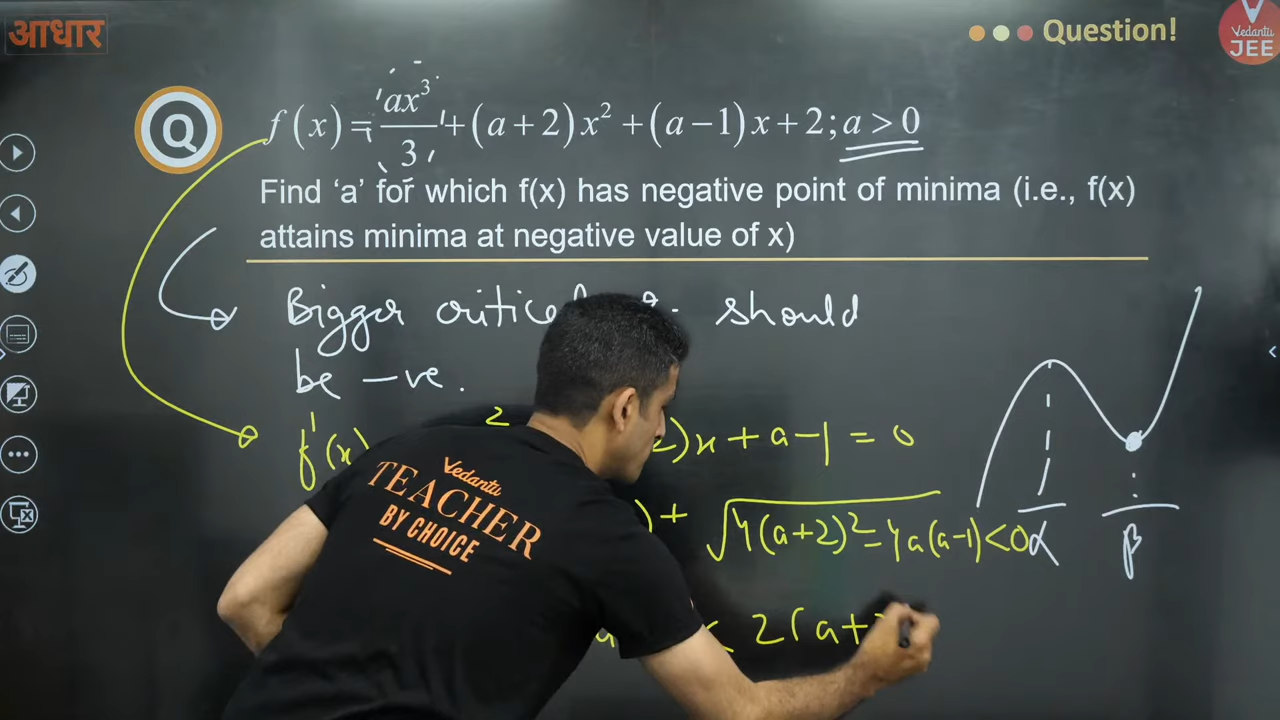 आधार
Question!
Vedantu
JEE
Q
f(x) = ax³/3 + (a+2)x² + (a−1)x + 2; a > 0
Find ‘a’ for which f(x) has negative point of minima (i.e., f(x)
attains minima at negative value of x)
Bigger should
be −ve.
f'(x) ² 2)x + a−1 = 0
) + √4(a+2)² − 4a(a−1) < 0
< 2(a+
α β
Vedantu
TEACHER
BY CHOICE